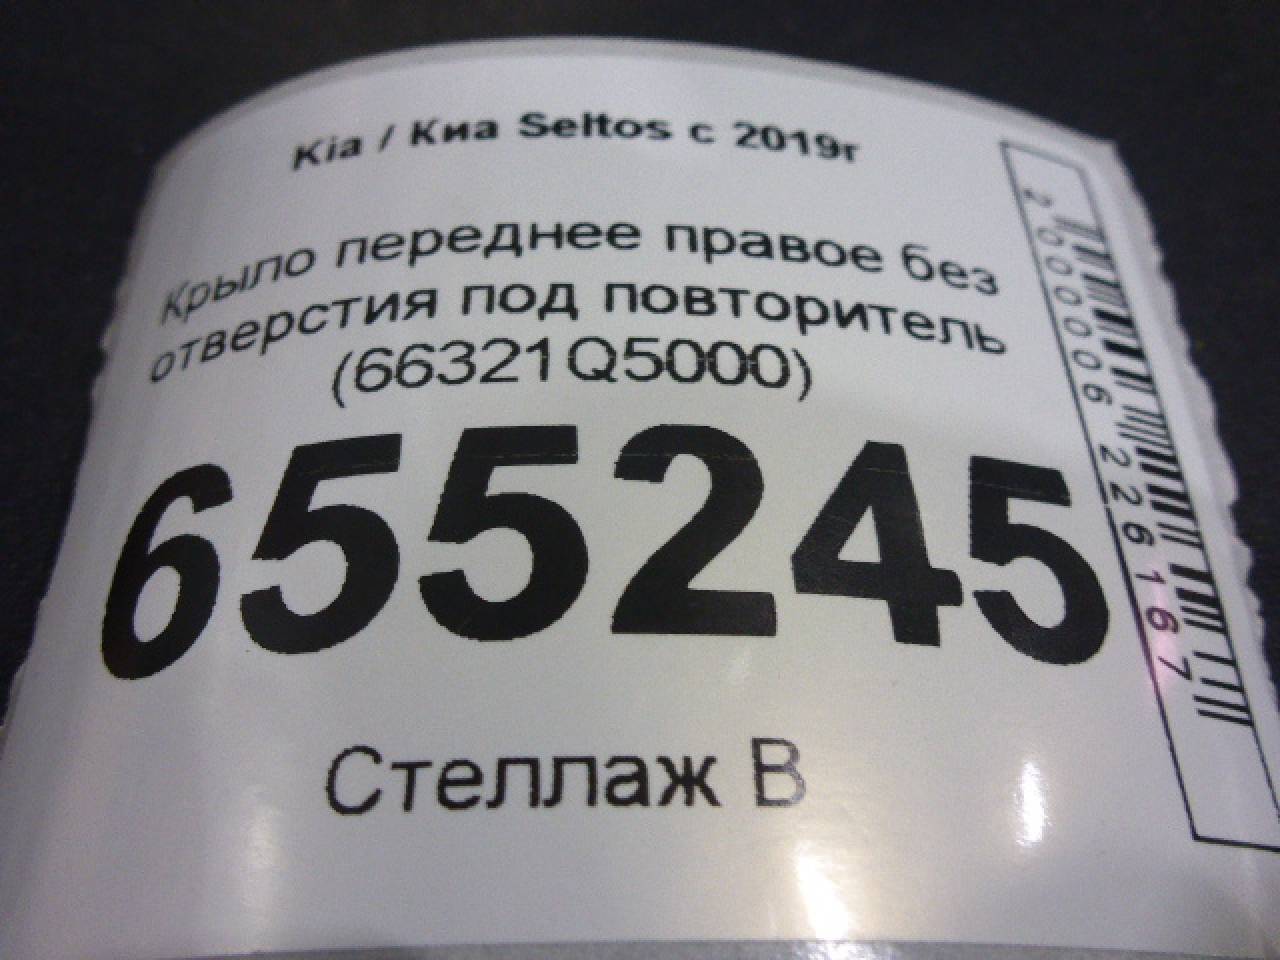 Kia / Киа Seltos с 2019г
Крыло переднее правое без
отверстия под повторитель
(66321Q5000)
655245
Стеллаж В
2000006226167